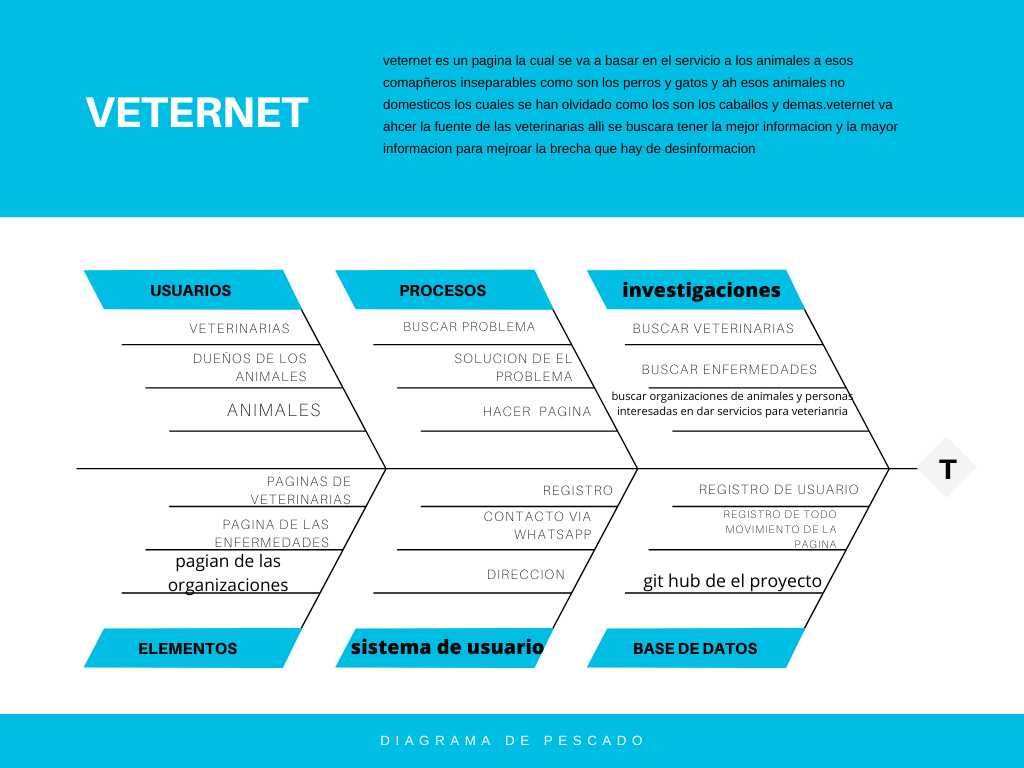 VETERNET
veternet es un pagina la cual se va a basar en el servicio a los animales a esos
comapñeros inseparables como son los perros y gatos y ah esos animales no
domesticos los cuales se han olvidado como los son los caballos y demas.veternet va
ahcer la fuente de las veterinarias alli se buscara tener la mejor informacion y la mayor
informacion para mejroar la brecha que hay de desinformacion
USUARIOS
VETERINARIAS
DUEÑOS DE LOS
ANIMALES
ANIMALES
PROCESOS
BUSCAR PROBLEMA
SOLUCION DE EL
PROBLEMA
HACER PAGINA
investigaciones
BUSCAR VETERINARIAS
BUSCAR ENFERMEDADES
buscar organizaciones de animales y personas
interesadas en dar servicios para veterianria
T
PAGINAS DE
VETERINARIAS
PAGINA DE LAS
ENFERMEDADES
pagian de las
organizaciones
ELEMENTOS
REGISTRO
CONTACTO VIA
WHATSAPP
DIRECCION
sistema de usuario
REGISTRO DE USUARIO
REGISTRO DE TODO
MOVIMIENTO DE LA
PAGINA
git hub de el proyecto
BASE DE DATOS
DIAGRAMA DE PESCADO